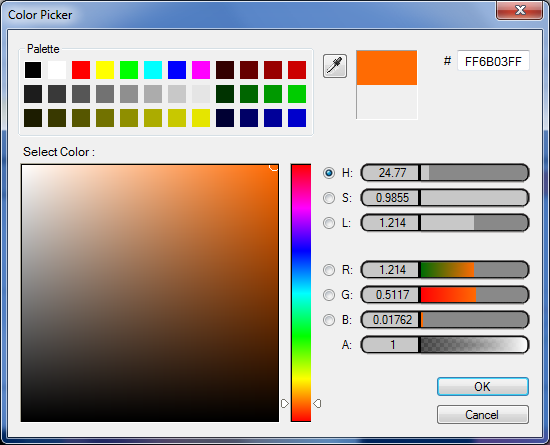 Color Picker
Palette
# FF6B03FF
Select Color :
H: 24.77
S: 0.9855
L: 1.214
R: 1.214
G: 0.5117
B: 0.01762
A: 1
OK
Cancel